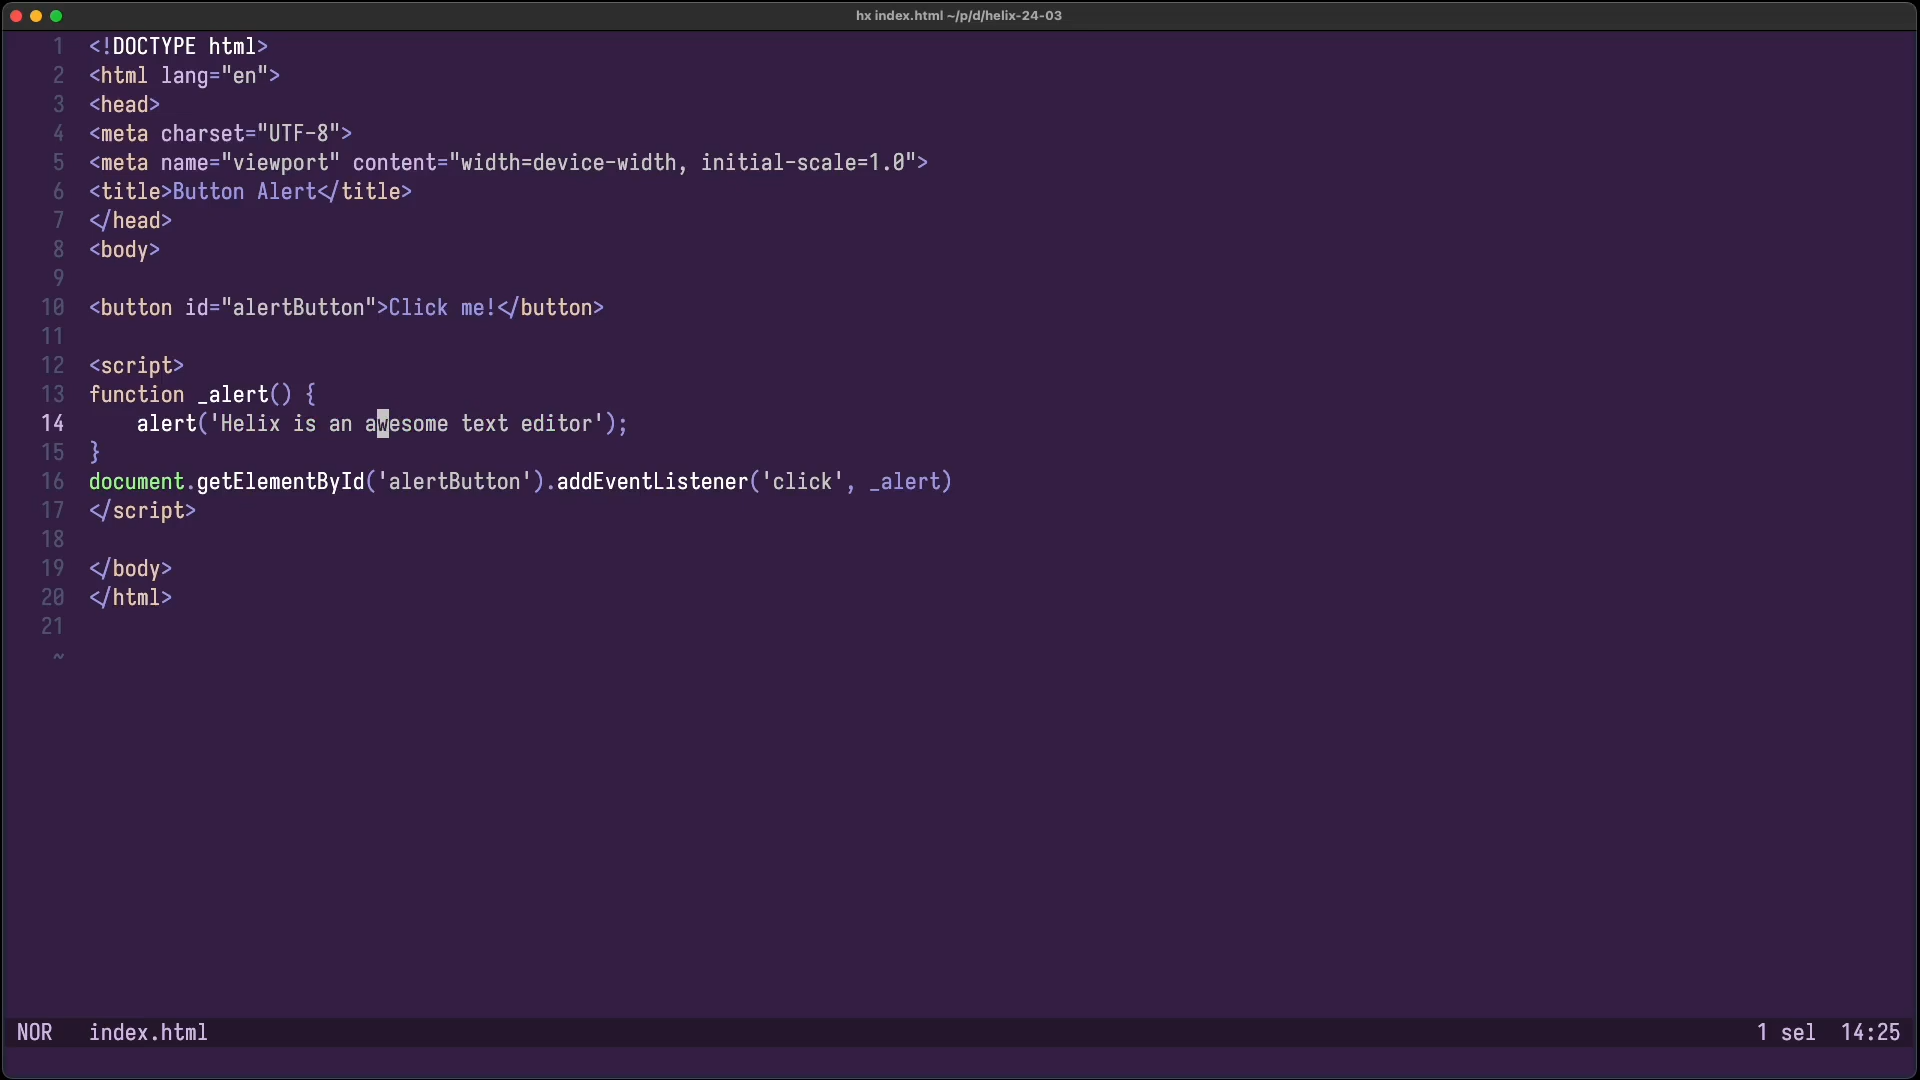 hx index.html ~/p/d/helix-24-03
1 <!DOCTYPE html>
2 <html lang="en">
3 <head>
4 <meta charset="UTF-8">
5 <meta name="viewport" content="width=device-width, initial-scale=1.0">
6 <title>Button Alert</title>
7 </head>
8 <body>
9
10 <button id="alertButton">Click me!</button>
11
12 <script>
13 function _alert() {
14     alert('Helix is an awesome text editor');
15 }
16 document.getElementById('alertButton').addEventListener('click', _alert)
17 </script>
18
19 </body>
20 </html>
21
~
NOR index.html 1 sel 14:25